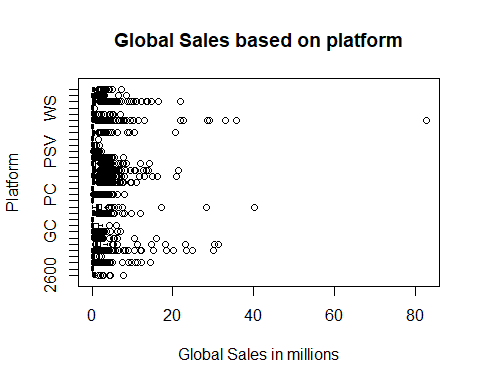 Global Sales based on platform
Platform
WS
PSV
PC
GC
2600
0 20 40 60 80
Global Sales in millions